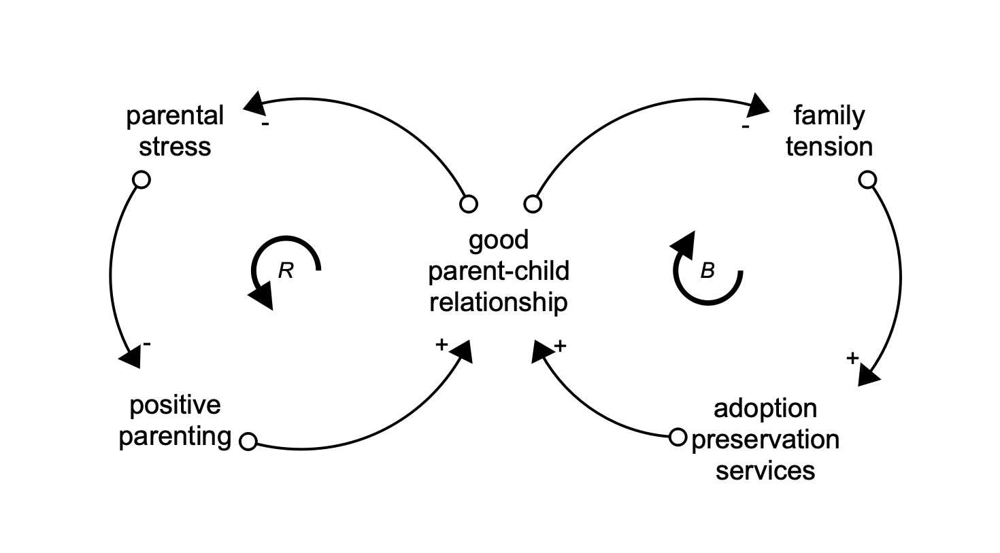 parental
stress
-
-
family
tension
good
parent-child
relationship
R
B
-
+
+
+
positive
parenting
adoption
preservation
services